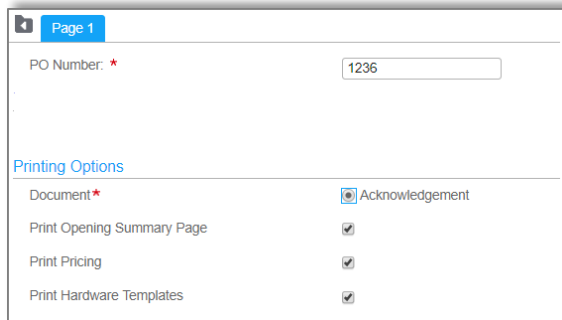 Page 1
PO Number: * 1236
Printing Options
Document* Acknowledgement
Print Opening Summary Page
Print Pricing
Print Hardware Templates